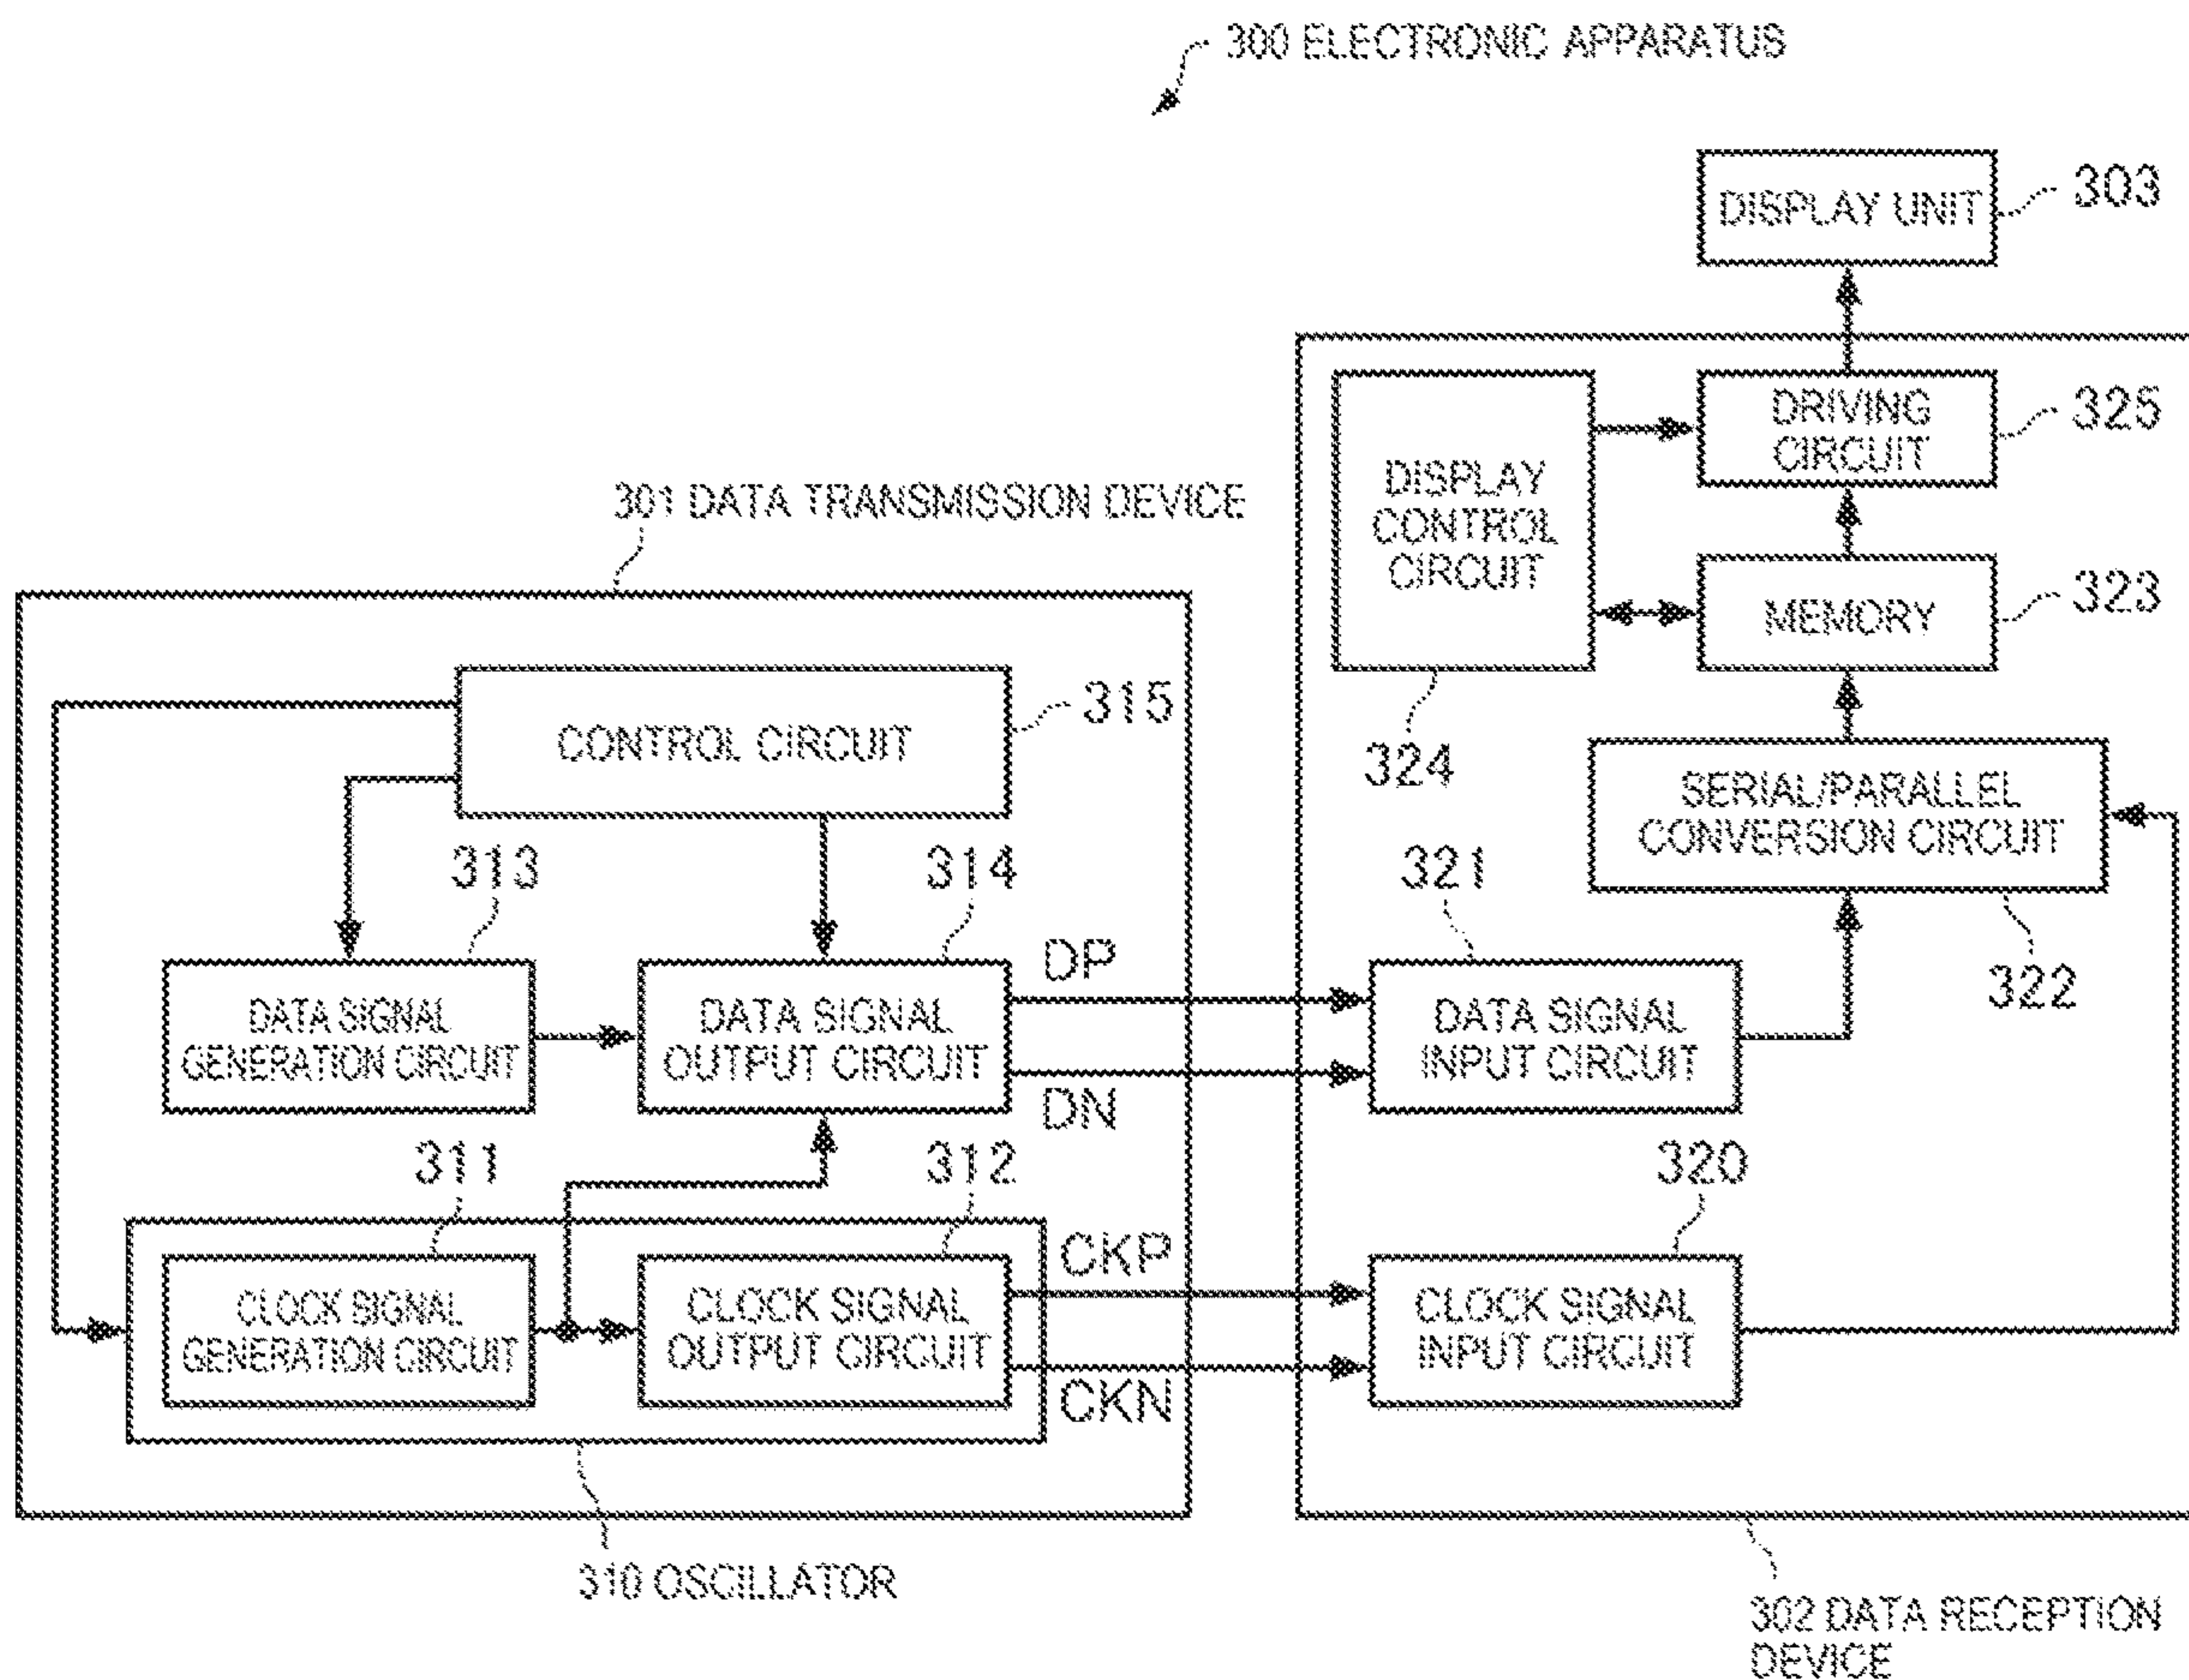 300 ELECTRONIC APPARATUS
DISPLAY UNIT
303
DRIVING
CIRCUIT
325
DISPLAY
CONTROL
CIRCUIT
301 DATA TRANSMISSION DEVICE
MEMORY
323
CONTROL CIRCUIT
315
324
SERIAL/PARALLEL
CONVERSION CIRCUIT
313
314
321
322
DP
DATA SIGNAL
GENERATION CIRCUIT
DATA SIGNAL
OUTPUT CIRCUIT
DATA SIGNAL
INPUT CIRCUIT
DN
311
312
320
CKP
CLOCK SIGNAL
GENERATION CIRCUIT
CLOCK SIGNAL
OUTPUT CIRCUIT
CLOCK SIGNAL
INPUT CIRCUIT
CKN
310 OSCILLATOR
302 DATA RECEPTION
DEVICE